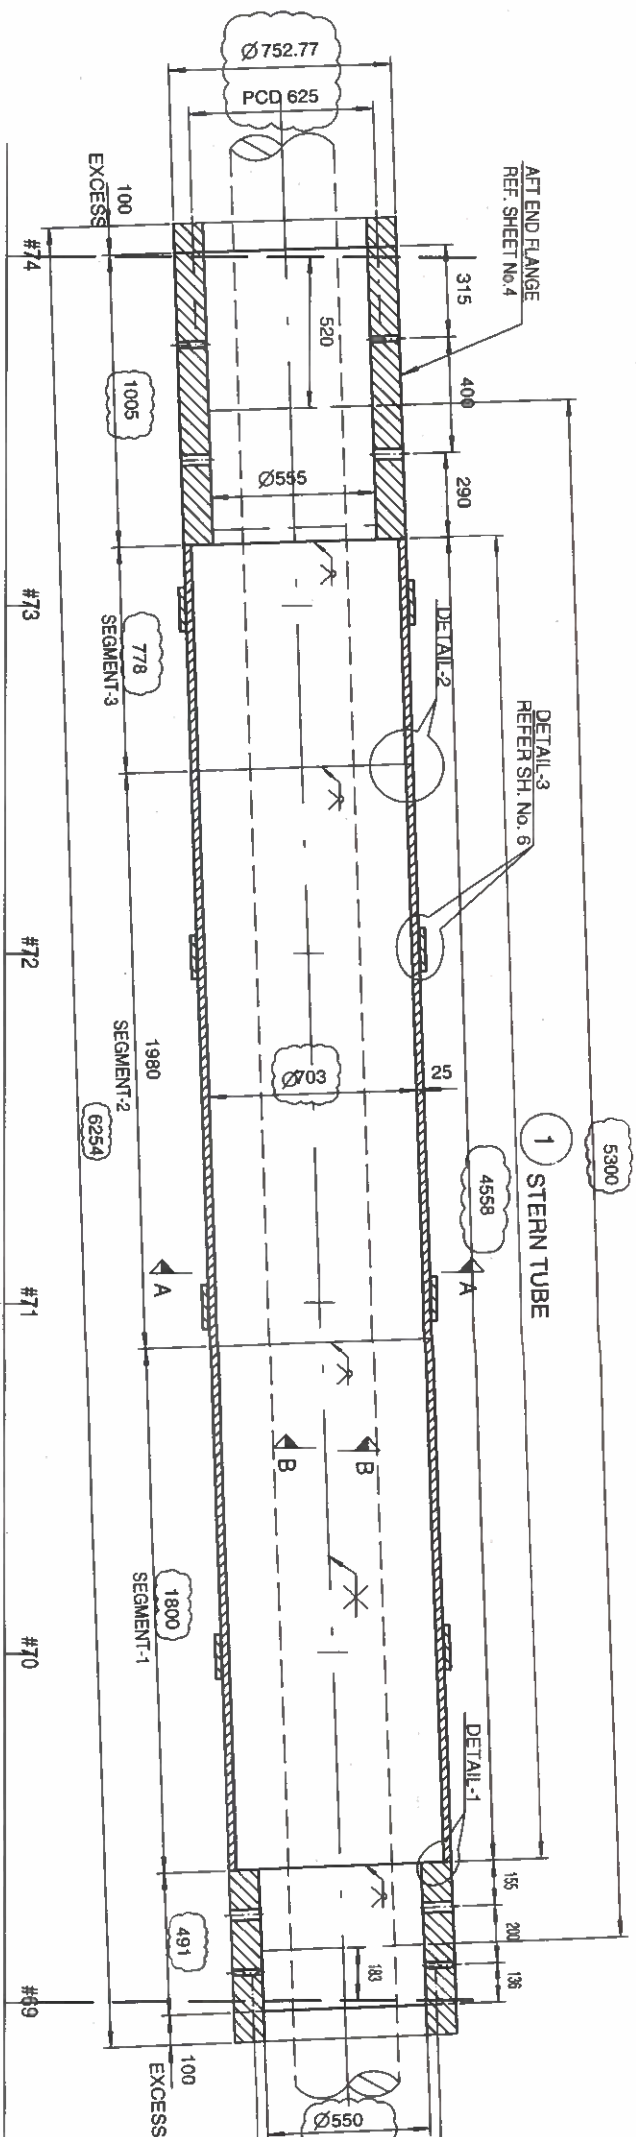 Ø752.77
PCD 625
100
EXCESS
AFT END FLANGE
REF. SHEET No.4
315
400
290
520
1005
Ø555
#74
#73
#72
#71
#70
#69
778
SEGMENT-3
DETAIL-2
DETAIL-3
REFER SH. No. 6
1980
SEGMENT-2
6254
Ø703
25
5300
1 STERN TUBE
4558
A
A
B
B
1800
SEGMENT-1
DETAIL-1
155
200
136
183
491
100
EXCESS
Ø550